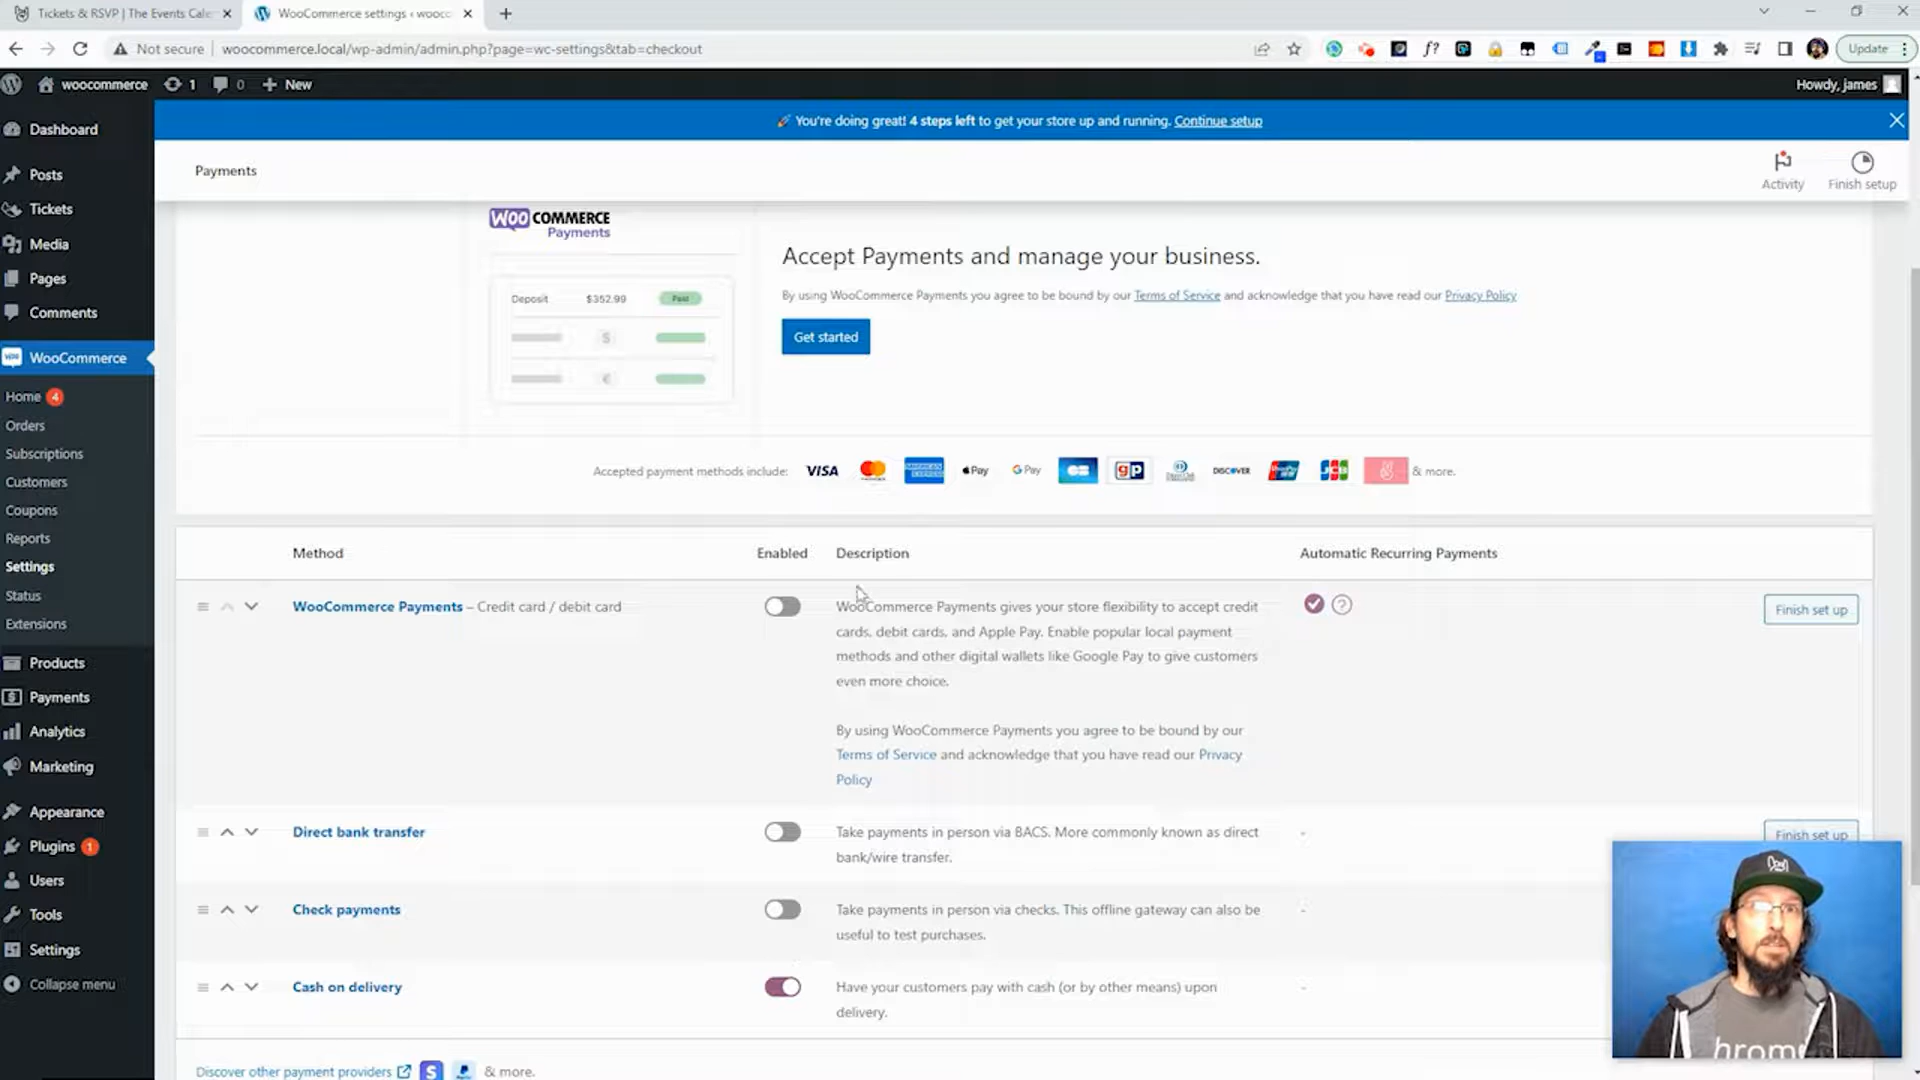 Tickets & RSVP | The Events Cale
WooCommerce settings ‹ wooco
Not secure
woocommerce.local/wp-admin/admin.php?page=wc-settings&tab=checkout
f?
Update
woocommerce
1
0
New
Howdy, james
You're doing great! 4 steps left to get your store up and running. Continue setup
Payments
Activity
Finish setup
Dashboard
Posts
Tickets
Media
Pages
Comments
WooCommerce
Home 4
Orders
Subscriptions
Customers
Coupons
Reports
Settings
Status
Extensions
Products
Payments
Analytics
Marketing
Appearance
Plugins 1
Users
Tools
Settings
Collapse menu
WOO COMMERCE
Payments
Deposit $352.99 Paid
$
€
Accept Payments and manage your business.
By using WooCommerce Payments you agree to be bound by our Terms of Service and acknowledge that you have read our Privacy Policy
Get started
Accepted payment methods include: VISA Pay G Pay DISCOVER JCB & more.
Method Enabled Description Automatic Recurring Payments
WooCommerce Payments – Credit card / debit card
WooCommerce Payments gives your store flexibility to accept credit
cards, debit cards, and Apple Pay. Enable popular local payment
methods and other digital wallets like Google Pay to give customers
even more choice.
By using WooCommerce Payments you agree to be bound by our
Terms of Service and acknowledge that you have read our Privacy
Policy
Finish set up
Direct bank transfer
Take payments in person via BACS. More commonly known as direct
bank/wire transfer.
-
Finish set up
Check payments
Take payments in person via checks. This offline gateway can also be
useful to test purchases.
-
Cash on delivery
Have your customers pay with cash (or by other means) upon
delivery.
-
Discover other payment providers S & more.